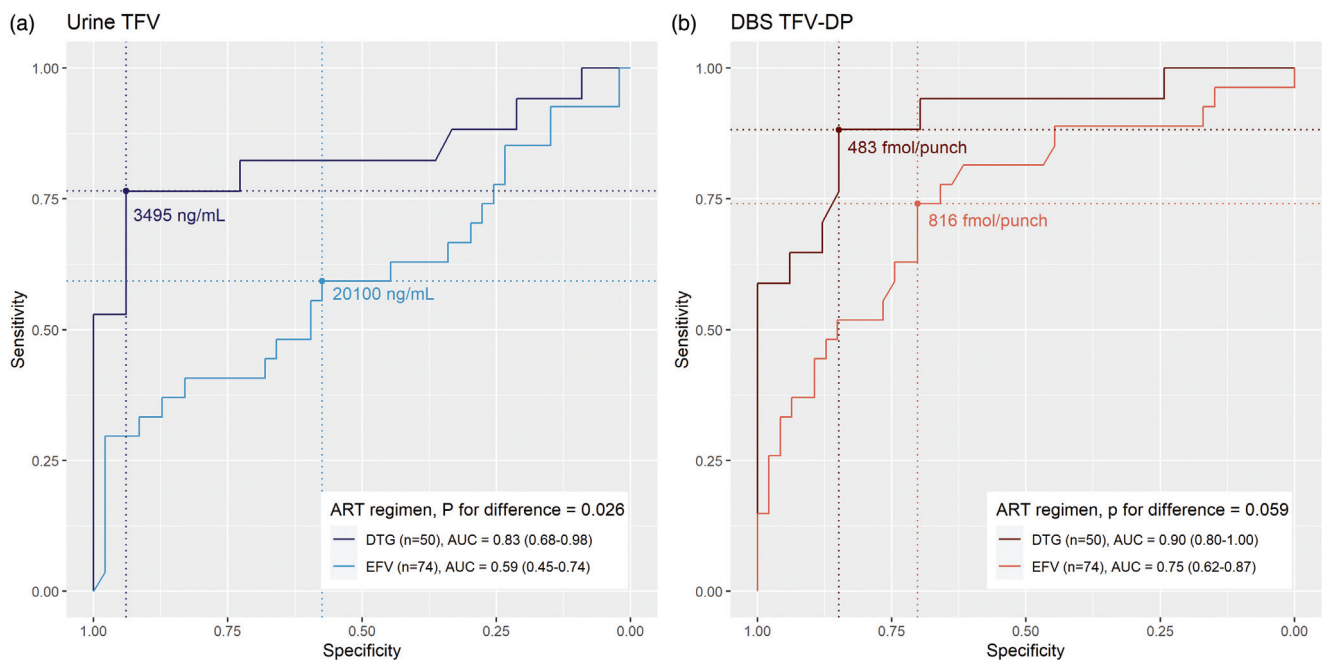 (a) Urine TFV
1.00
0.75
0.50
0.25
0.00
Sensitivity
3495 ng/mL
20100 ng/mL
ART regimen, P for difference = 0.026
DTG (n=50), AUC = 0.83 (0.68-0.98)
EFV (n=74), AUC = 0.59 (0.45-0.74)
1.00 0.75 0.50 0.25 0.00
Specificity
(b) DBS TFV-DP
1.00
0.75
0.50
0.25
0.00
Sensitivity
483 fmol/punch
816 fmol/punch
ART regimen, p for difference = 0.059
DTG (n=50), AUC = 0.90 (0.80-1.00)
EFV (n=74), AUC = 0.75 (0.62-0.87)
1.00 0.75 0.50 0.25 0.00
Specificity